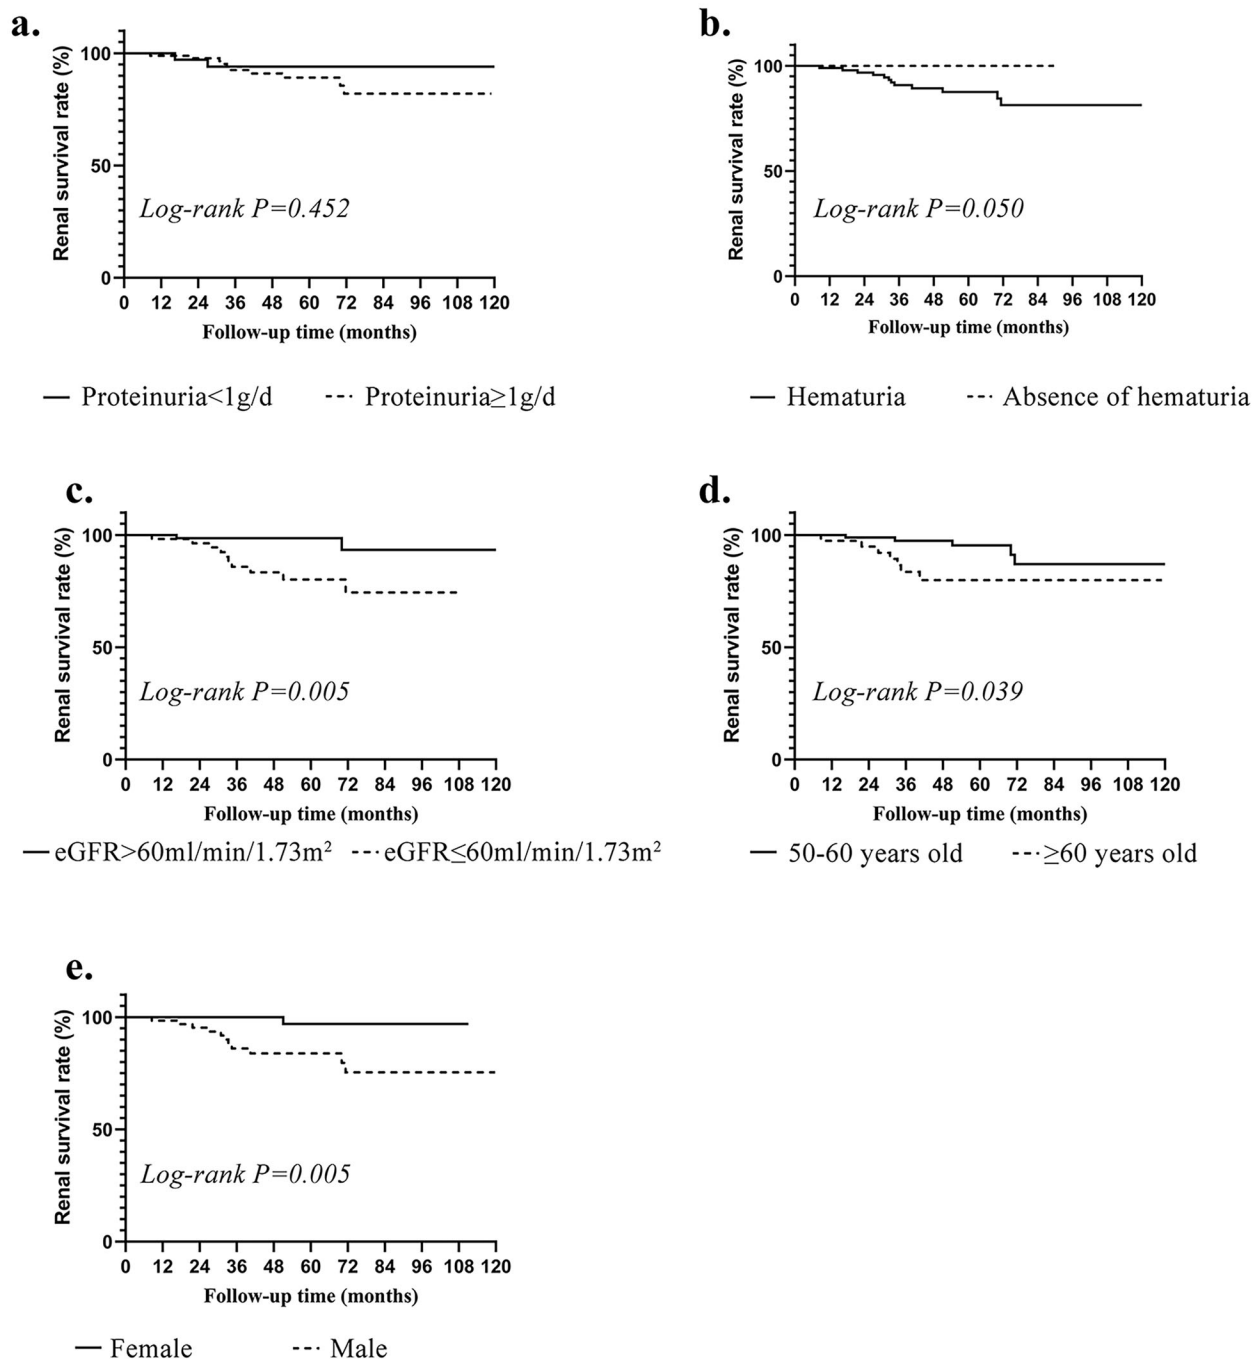 a.
Renal survival rate (%)
100
50
0
Log-rank P=0.452
0 12 24 36 48 60 72 84 96 108 120
Follow-up time (months)
Proteinuria<1g/d Proteinuria≥1g/d
b.
Renal survival rate (%)
100
50
0
Log-rank P=0.050
0 12 24 36 48 60 72 84 96 108 120
Follow-up time (months)
Hematuria Absence of hematuria
c.
Renal survival rate (%)
100
50
0
Log-rank P=0.005
0 12 24 36 48 60 72 84 96 108 120
Follow-up time (months)
eGFR>60ml/min/1.73m² eGFR≤60ml/min/1.73m²
d.
Renal survival rate (%)
100
50
0
Log-rank P=0.039
0 12 24 36 48 60 72 84 96 108 120
Follow-up time (months)
50-60 years old ≥60 years old
e.
Renal survival rate (%)
100
50
0
Log-rank P=0.005
0 12 24 36 48 60 72 84 96 108 120
Follow-up time (months)
Female Male